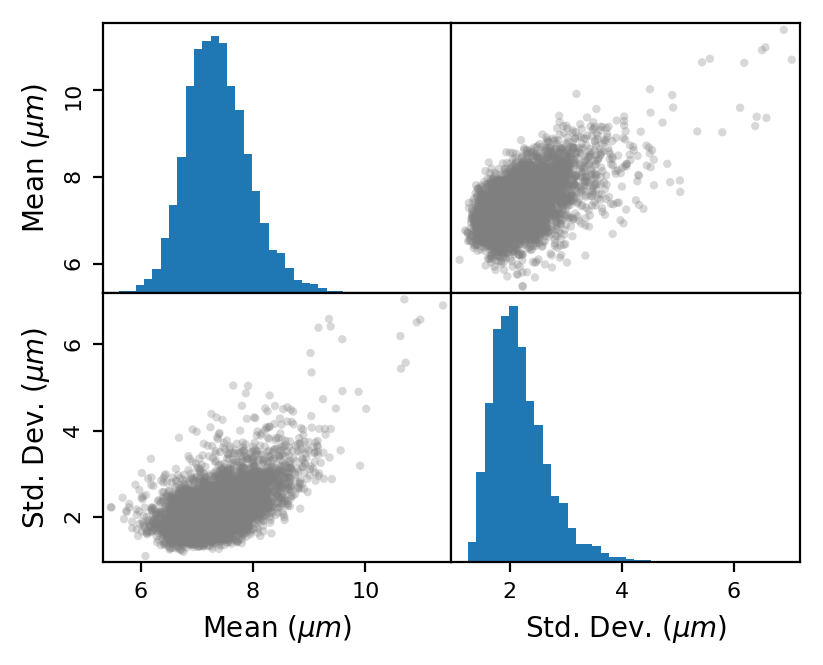 Mean (μm)
10
8
6
Std. Dev. (μm)
6
4
2
6 8 10
2 4 6
Mean (μm)
Std. Dev. (μm)